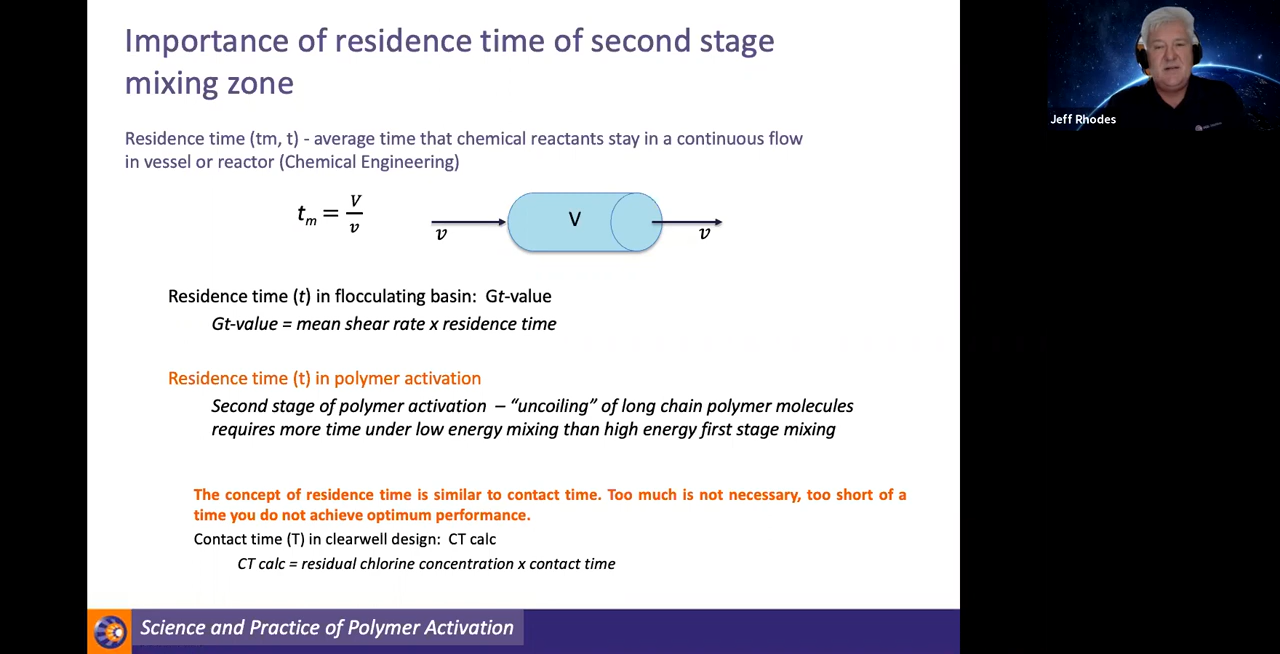 Importance of residence time of second stage
mixing zone
Residence time (tm, t) - average time that chemical reactants stay in a continuous flow
in vessel or reactor (Chemical Engineering)
tₘ = V/v
V
v
v
Residence time (t) in flocculating basin: Gt-value
Gt-value = mean shear rate x residence time
Residence time (t) in polymer activation
Second stage of polymer activation – “uncoiling” of long chain polymer molecules
requires more time under low energy mixing than high energy first stage mixing
The concept of residence time is similar to contact time. Too much is not necessary, too short of a
time you do not achieve optimum performance.
Contact time (T) in clearwell design: CT calc
CT calc = residual chlorine concentration x contact time
Science and Practice of Polymer Activation
Jeff Rhodes